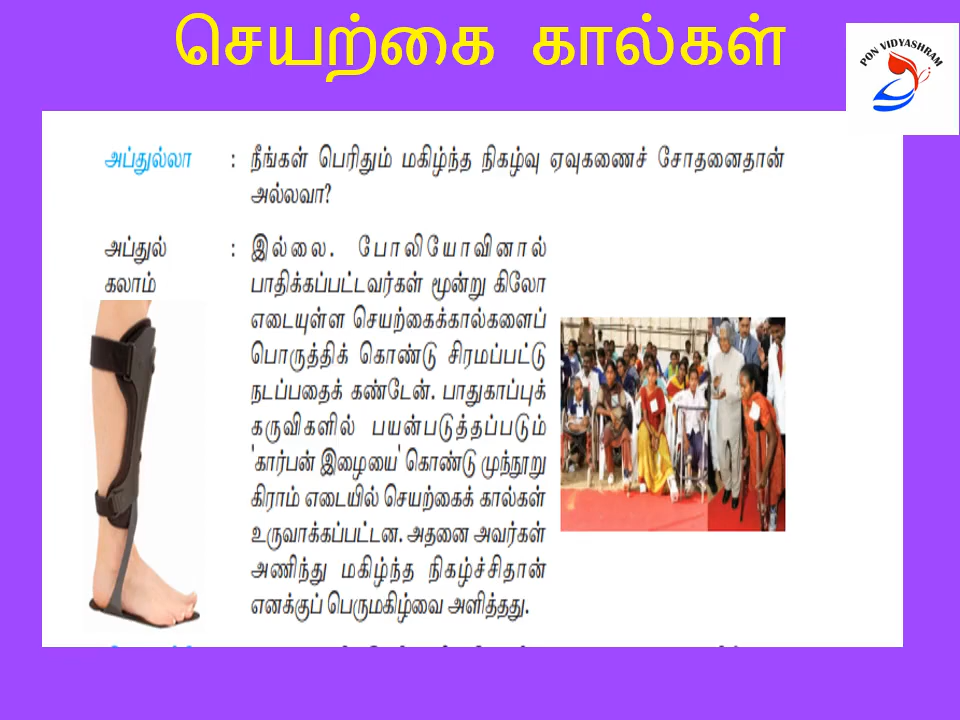 செயற்கை கால்கள்
PON VIDYASHRAM
அப்துல்லா : நீங்கள் பெரிதும் மகிழ்ந்த நிகழ்வு ஏவுகணைச் சோதனைதான்
அல்லவா?
அப்துல் : இல்லை. போலியோவினால்
கலாம் பாதிக்கப்பட்டவர்கள் மூன்று கிலோ
எடையுள்ள செயற்கைக்கால்களைப்
பொருத்திக் கொண்டு சிரமப்பட்டு
நடப்பதைக் கண்டேன். பாதுகாப்புக்
கருவிகளில் பயன்படுத்தப்படும்
'கார்பன் இழையை' கொண்டு முந்நூறு
கிராம் எடையில் செயற்கைக் கால்கள்
உருவாக்கப்பட்டன. அதனை அவர்கள்
அணிந்து மகிழ்ந்த நிகழ்ச்சிதான்
எனக்குப் பெருமகிழ்வை அளித்தது.